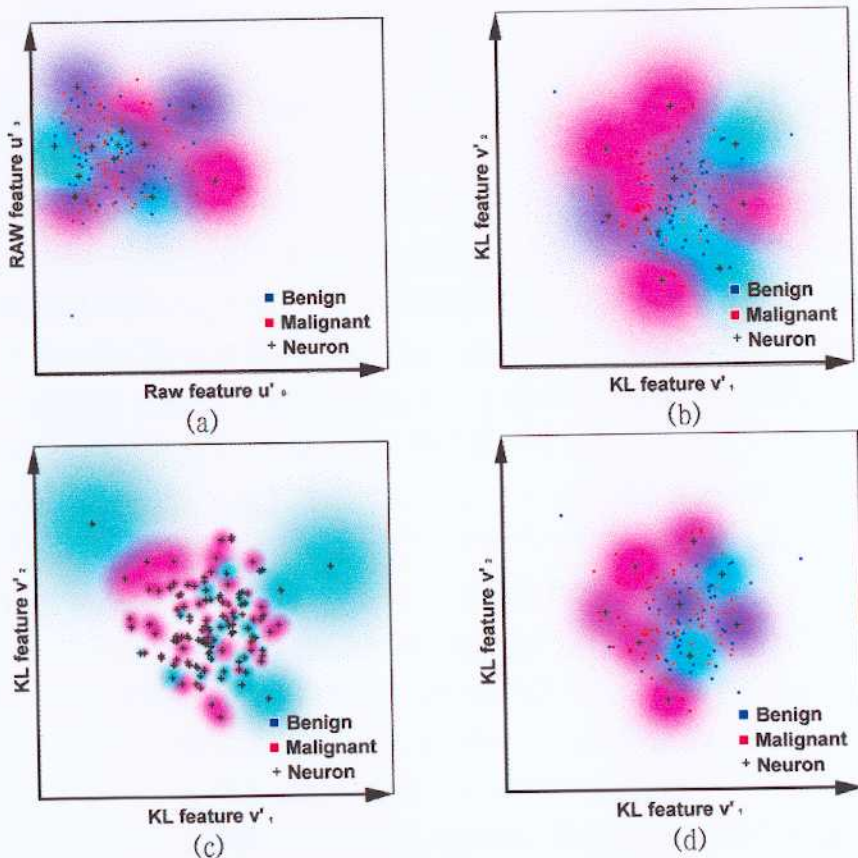 RAW feature u'₃
Benign
Malignant
Neuron
Raw feature u'₀
(a)
KL feature v'₂
Benign
Malignant
Neuron
KL feature v'₁
(b)
KL feature v'₂
Benign
Malignant
Neuron
KL feature v'₁
(c)
KL feature v'₂
Benign
Malignant
Neuron
KL feature v'₁
(d)